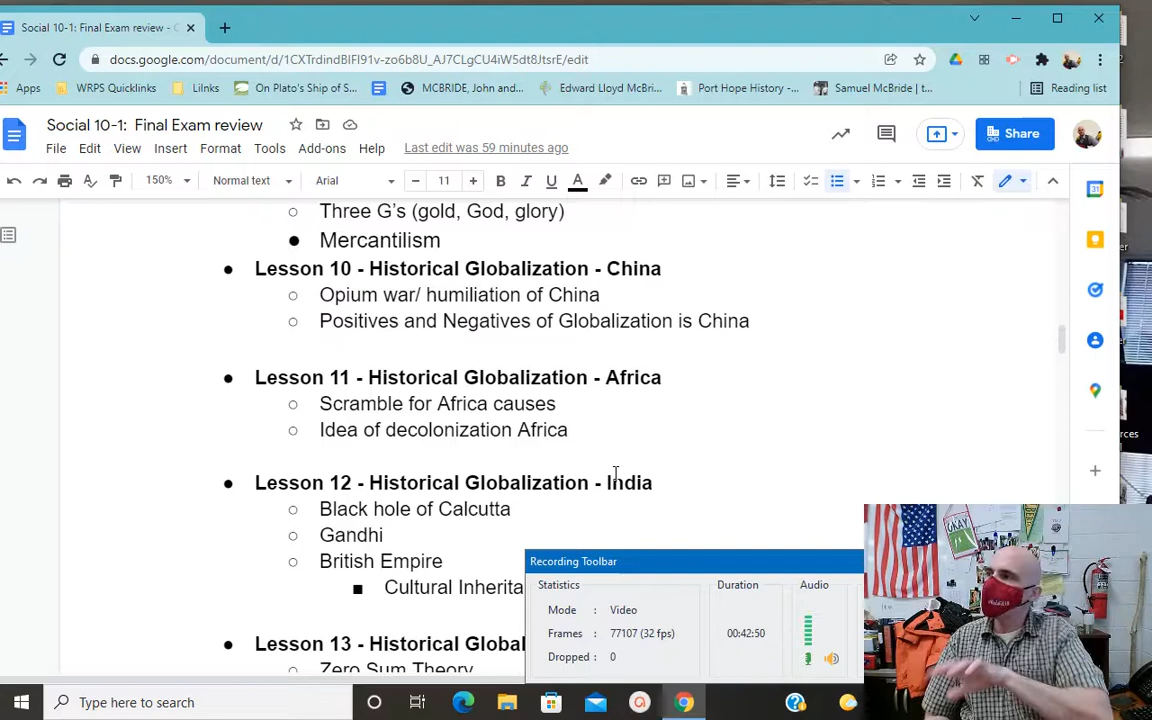 Social 10-1: Final Exam review - C
docs.google.com/document/d/1CXTrdindBIFI91v-zo6b8U_AJ7CLgCU4iW5dt8JtsrE/edit
Apps WRPS Quicklinks Lilnks On Plato's Ship of S... MCBRIDE, John and... Edward Lloyd McBri... Port Hope History -... Samuel McBride | t... Reading list
Social 10-1: Final Exam review
Share
File Edit View Insert Format Tools Add-ons Help Last edit was 59 minutes ago
150% Normal text Arial 11 B I U A
31
○ Three G's (gold, God, glory)
● Mercantilism
● Lesson 10 - Historical Globalization - China
○ Opium war/ humiliation of China
○ Positives and Negatives of Globalization is China
● Lesson 11 - Historical Globalization - Africa
○ Scramble for Africa causes
○ Idea of decolonization Africa
● Lesson 12 - Historical Globalization - India
○ Black hole of Calcutta
○ Gandhi
○ British Empire
■ Cultural Inherita
● Lesson 13 - Historical Global
○ Zero Sum Theory
Recording Toolbar
Statistics Duration Audio
Mode : Video
Frames : 77107 (32 fps) 00:42:50
Dropped : 0
OKAY
Type here to search